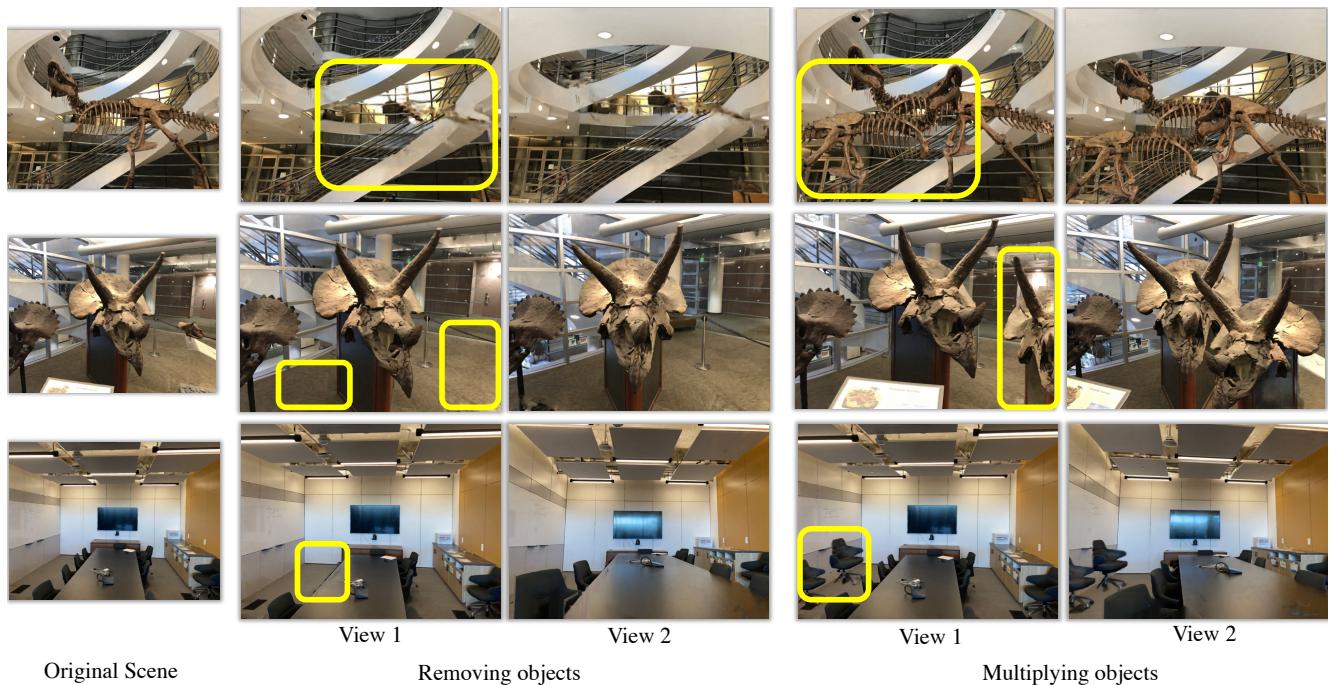 View 1
View 2
View 1
View 2
Original Scene
Removing objects
Multiplying objects